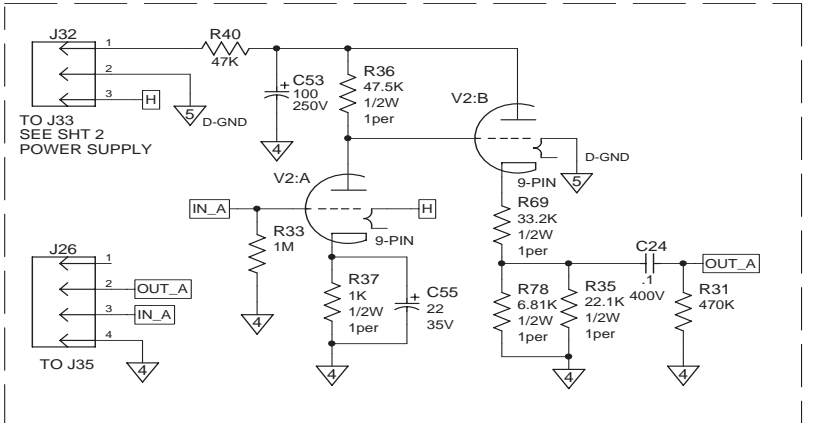 J32
1
2
3
H
TO J33
SEE SHT 2
POWER SUPPLY
5
D-GND
R40
47K
C53
+
100
250V
4
R36
47.5K
1/2W
1per
V2:B
D-GND
5
9-PIN
V2:A
IN_A
H
9-PIN
R33
1M
4
R37
1K
1/2W
1per
+
C55
22
35V
4
R69
33.2K
1/2W
1per
R78
6.81K
1/2W
1per
R35
22.1K
1/2W
1per
4
C24
.1
400V
OUT_A
R31
470K
4
J26
1
2
OUT_A
3
IN_A
4
TO J35
4